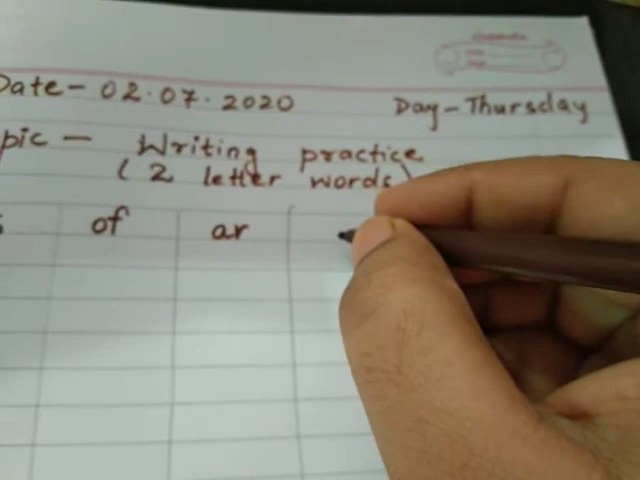 Date - 02.07.2020 Day - Thursday
pic - Writing practice
(2 letter words)
of ar